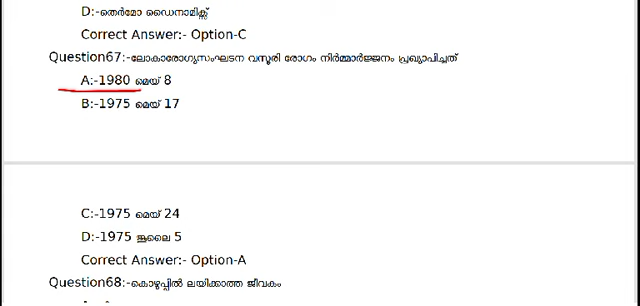 D:-തെർമോ ഡൈനാമിക്സ്
Correct Answer:- Option-C
Question67:-ലോകാരോഗ്യസംഘടന വസൂരി രോഗം നിർമ്മാർജ്ജനം പ്രഖ്യാപിച്ചത്
A:-1980 മെയ് 8
B:-1975 മെയ് 17
C:-1975 മെയ് 24
D:-1975 ജൂലൈ 5
Correct Answer:- Option-A
Question68:-കൊഴുപ്പിൽ ലയിക്കാത്ത ജീവകം